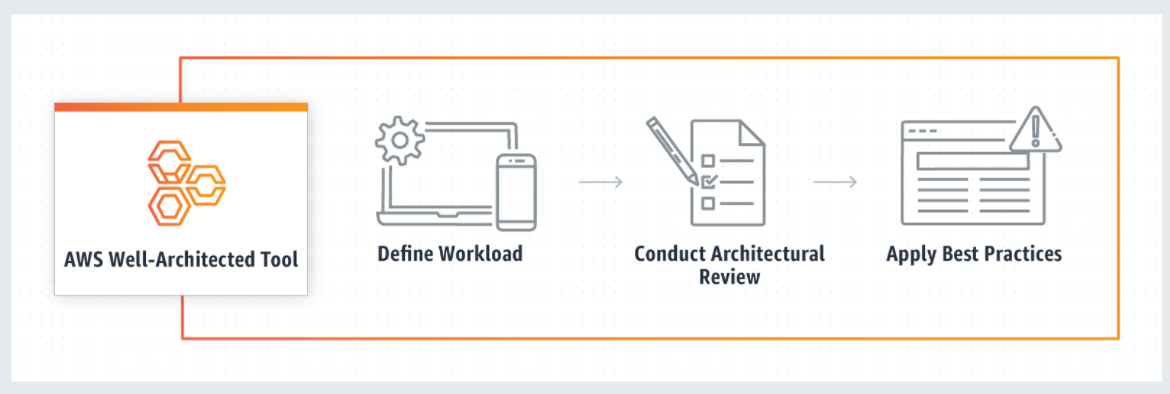 AWS Well-Architected Tool
Define Workload
Conduct Architectural
Review
Apply Best Practices